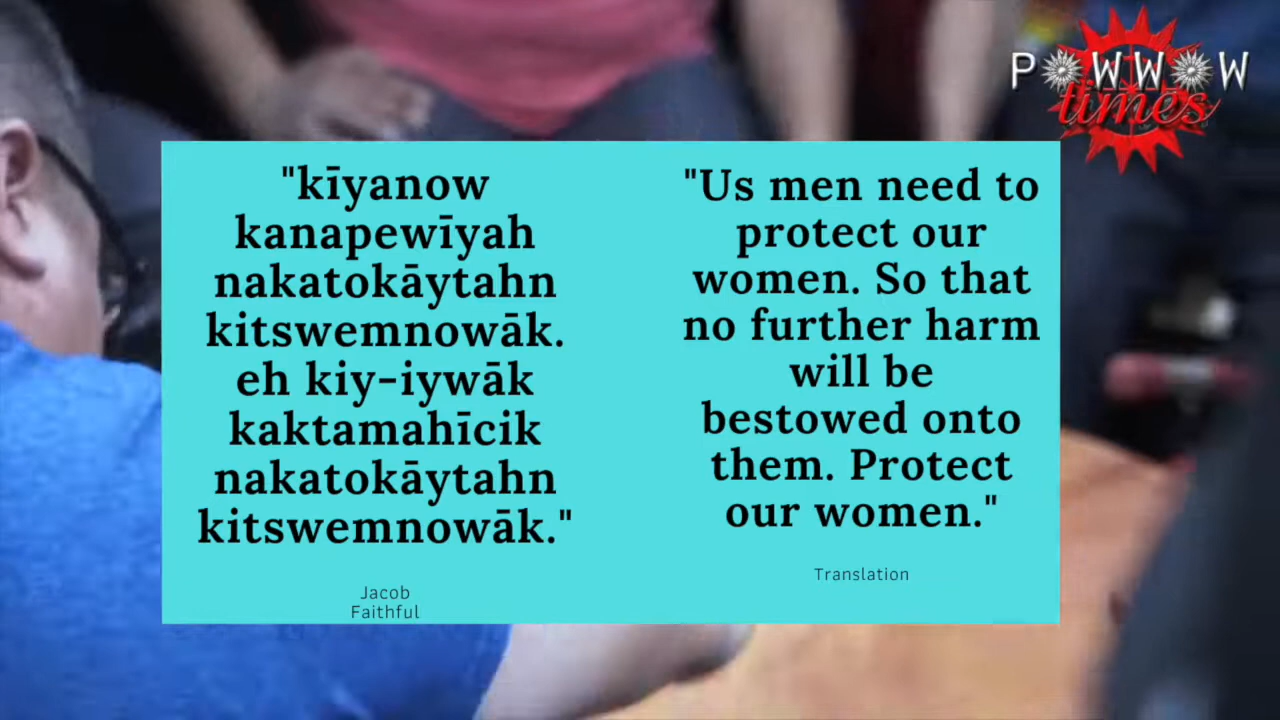 POWWOW
times
"kīyanow
kanapewīyah
nakatokāytahn
kitswemnowāk.
eh kiy-iywāk
kaktamahīcik
nakatokāytahn
kitswemnowāk."
Jacob
Faithful
"Us men need to
protect our
women. So that
no further harm
will be
bestowed onto
them. Protect
our women."
Translation